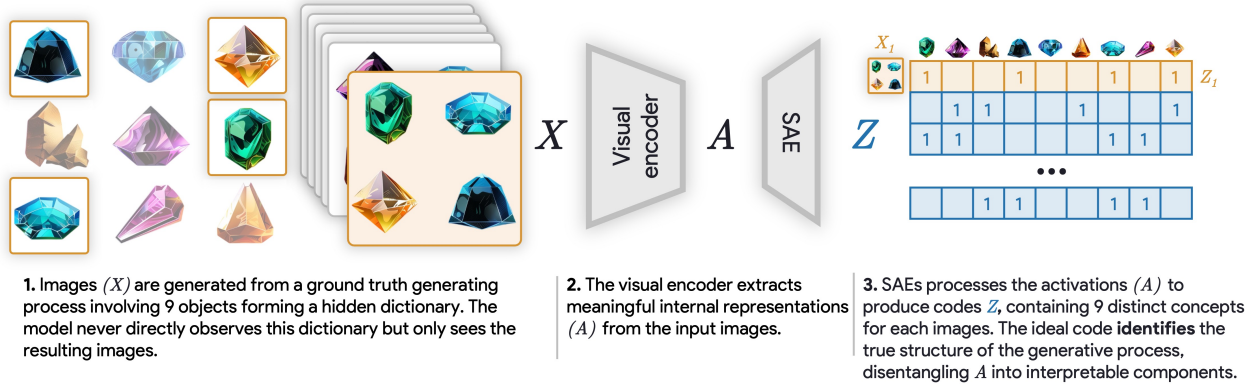 X
Visual
encoder
A
SAE
Z
X1
1 1 1 1
Z1
1 1 1 1
1 1 1 1
...
1 1 1 1
1. Images (X) are generated from a ground truth generating
process involving 9 objects forming a hidden dictionary. The
model never directly observes this dictionary but only sees the
resulting images.
2. The visual encoder extracts
meaningful internal representations
(A) from the input images.
3. SAEs processes the activations (A) to
produce codes Z, containing 9 distinct concepts
for each images. The ideal code identifies the
true structure of the generative process,
disentangling A into interpretable components.